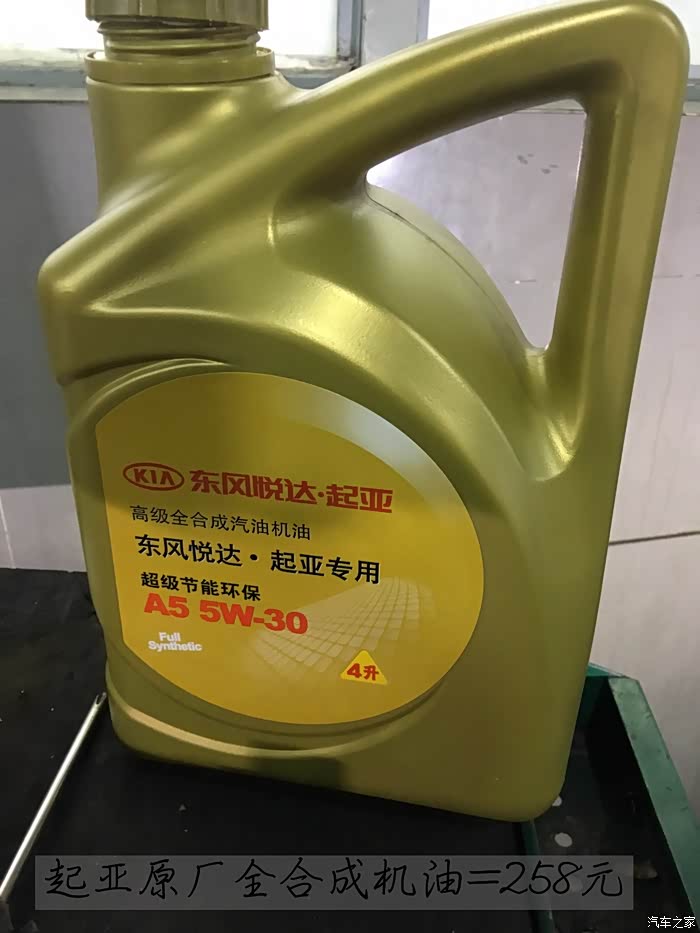 KIA 东风悦达·起亚
高级全合成汽油机油
东风悦达·起亚专用
超级节能环保
A5 5W-30
Full
Synthetic
4升
起亚原厂全合成机油=258元
汽车之家